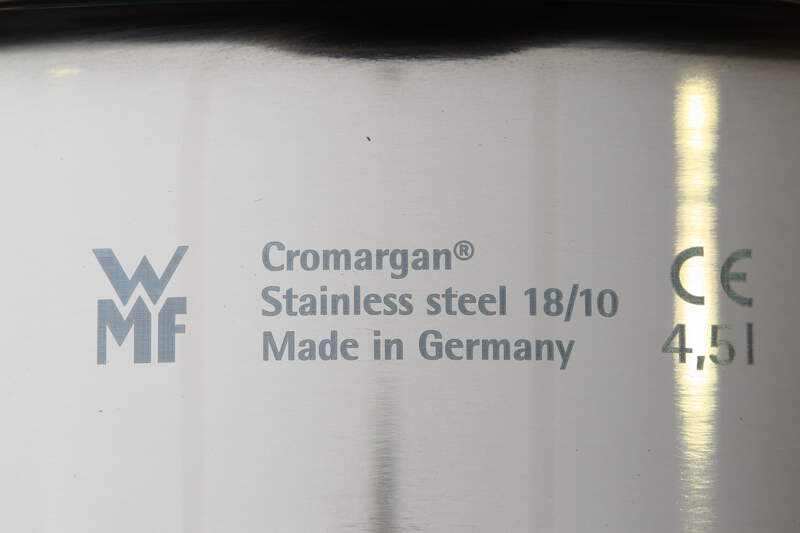 WMF
Cromargan®
Stainless steel 18/10
Made in Germany
CE
4,5l